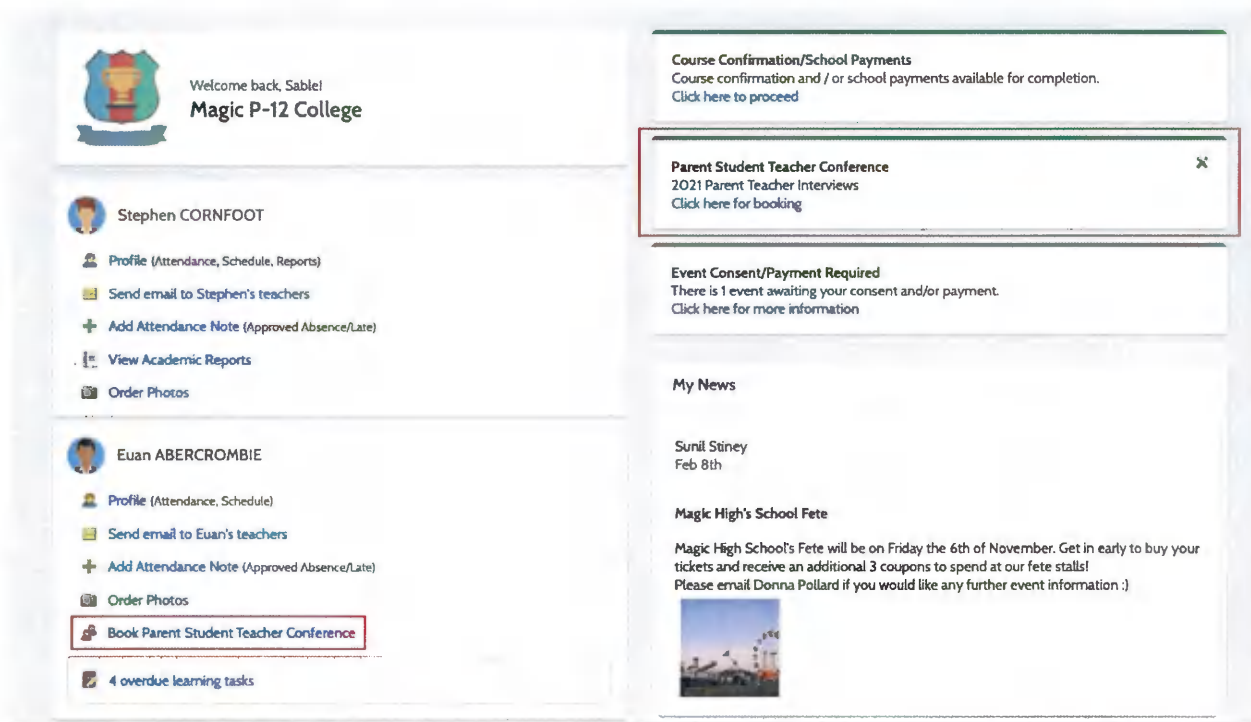 Welcome back, Sable!
Magic P-12 College
Stephen CORNFOOT
Profile (Attendance, Schedule, Reports)
Send email to Stephen's teachers
Add Attendance Note (Approved Absence/Late)
View Academic Reports
Order Photos
Euan ABERCROMBIE
Profile (Attendance, Schedule)
Send email to Euan's teachers
Add Attendance Note (Approved Absence/Late)
Order Photos
Book Parent Student Teacher Conference
4 overdue learning tasks
Course Confirmation/School Payments
Course confirmation and / or school payments available for completion.
Click here to proceed
Parent Student Teacher Conference
2021 Parent Teacher Interviews
Click here for booking
Event Consent/Payment Required
There is 1 event awaiting your consent and/or payment.
Click here for more information
My News
Sunil Stiney
Feb 8th
Magic High's School Fete
Magic High School's Fete will be on Friday the 6th of November. Get in early to buy your
tickets and receive an additional 3 coupons to spend at our fete stalls!
Please email Donna Pollard if you would like any further event information :)